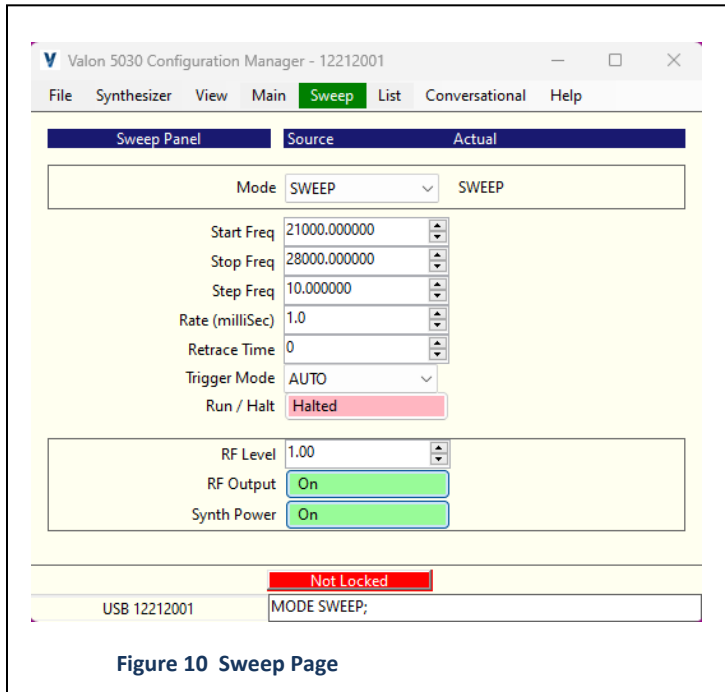 Valon 5030 Configuration Manager - 12212001
File Synthesizer View Main Sweep List Conversational Help
Sweep Panel Source Actual
Mode SWEEP SWEEP
Start Freq 21000.000000
Stop Freq 28000.000000
Step Freq 10.000000
Rate (milliSec) 1.0
Retrace Time 0
Trigger Mode AUTO
Run / Halt Halted
RF Level 1.00
RF Output On
Synth Power On
Not Locked
USB 12212001 MODE SWEEP;
Figure 10 Sweep Page